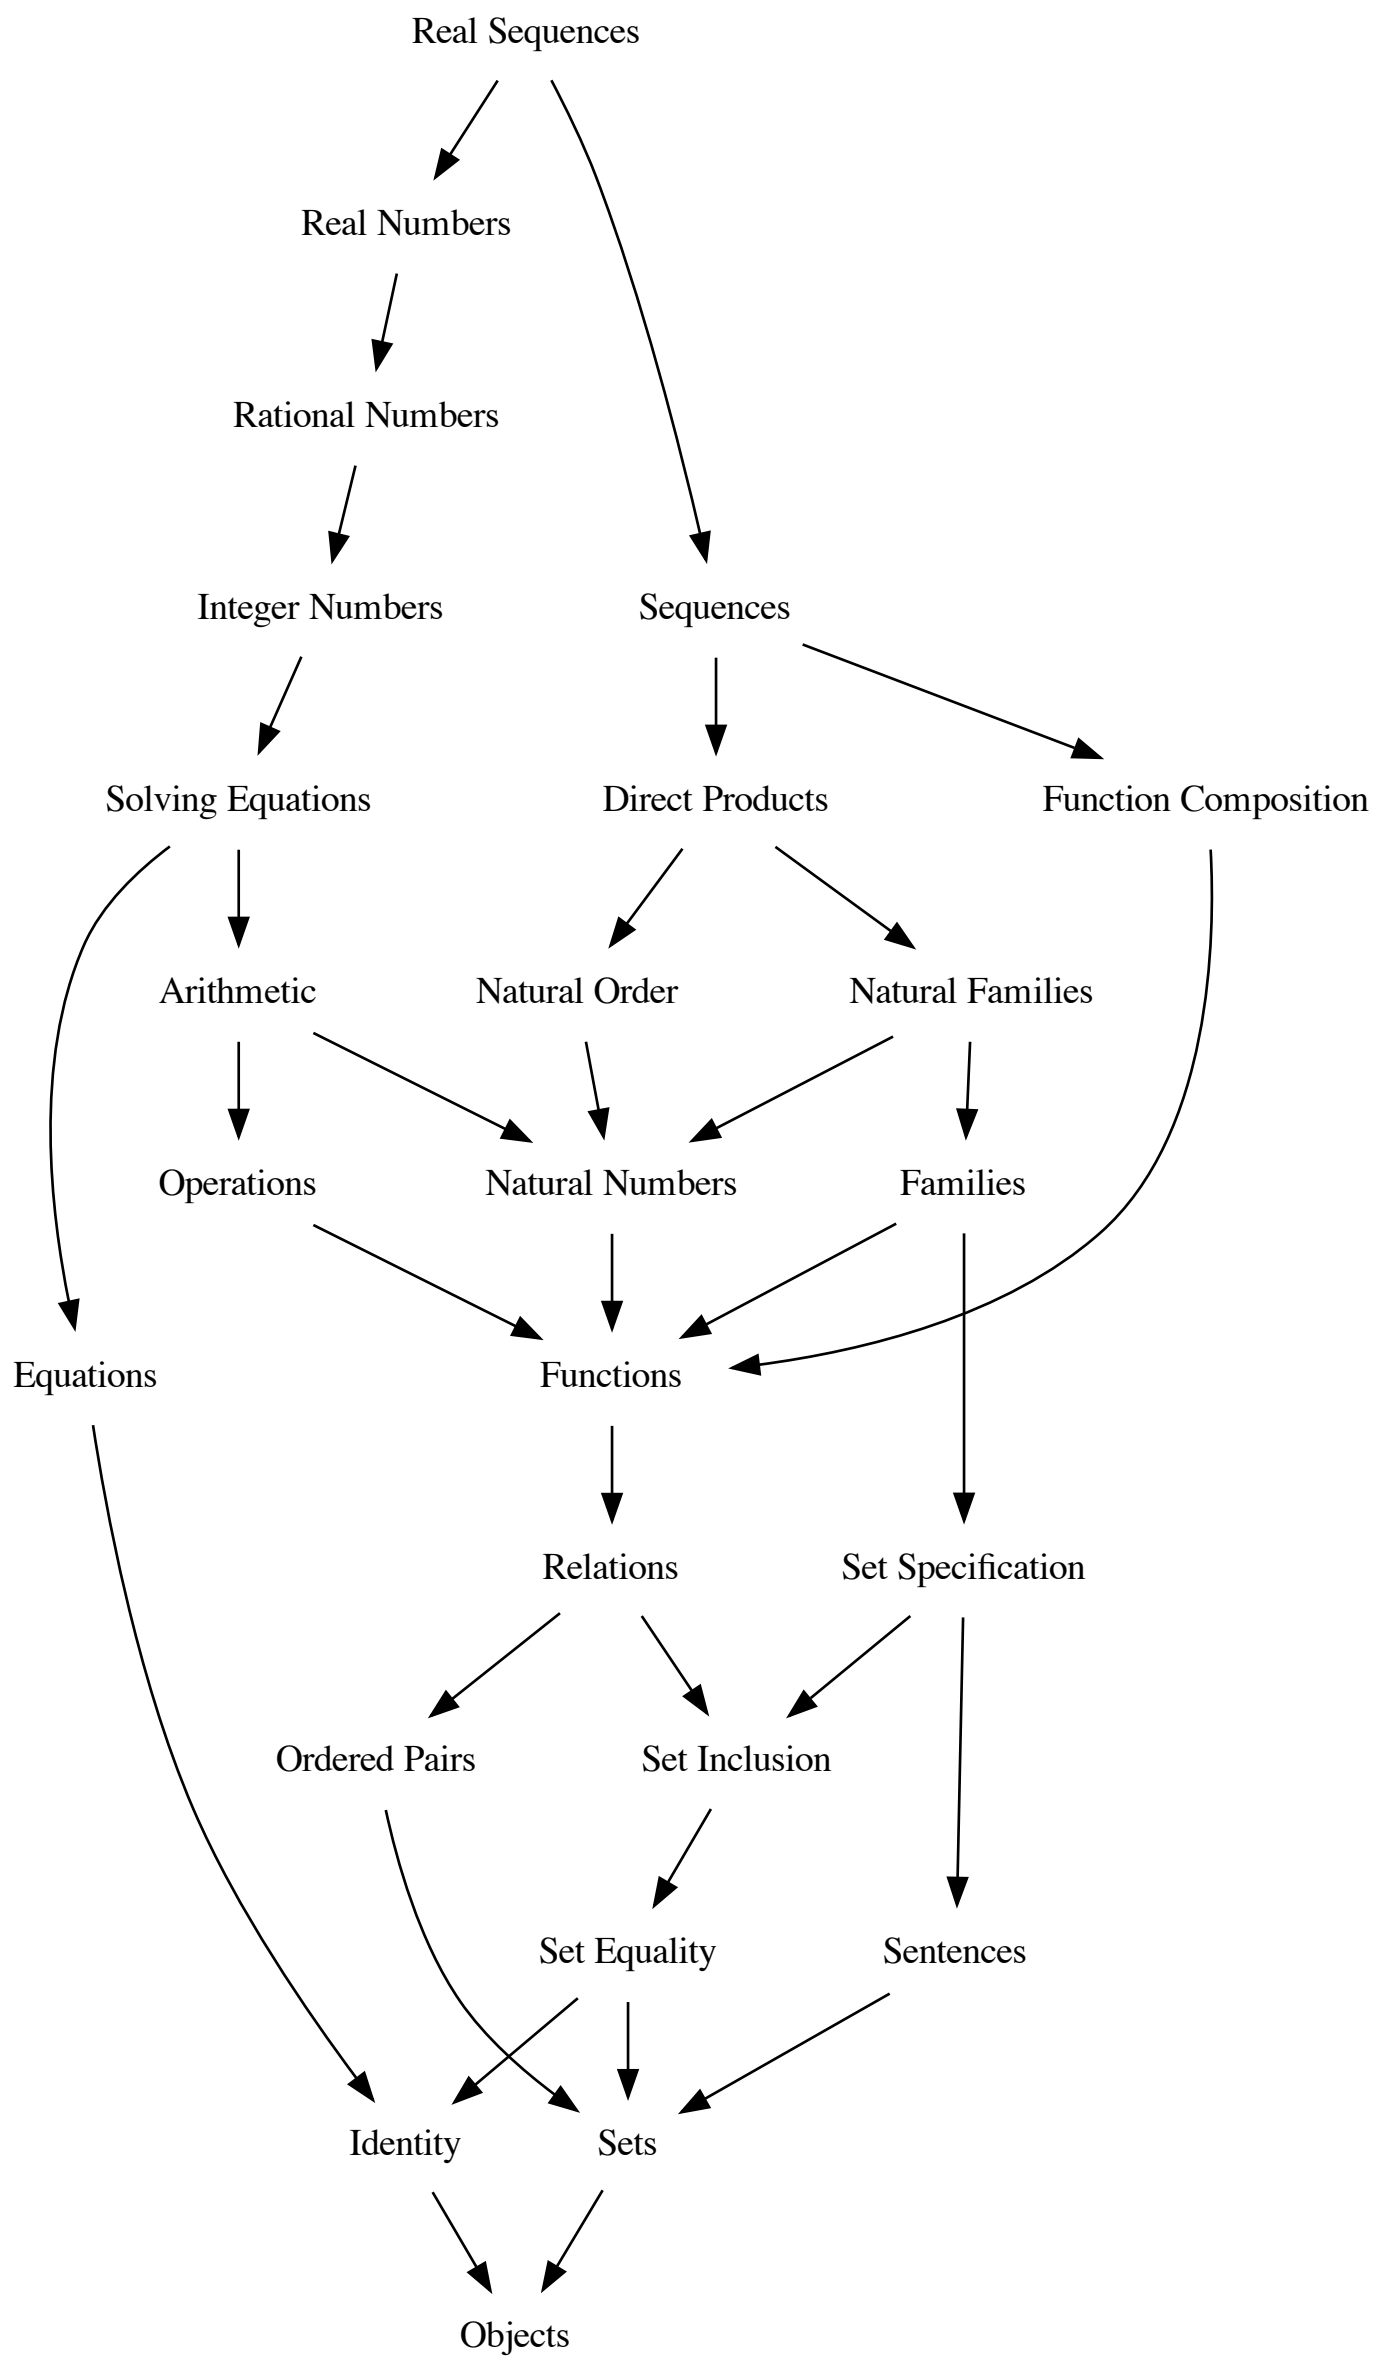 Real Sequences
Real Numbers
Rational Numbers
Integer Numbers
Sequences
Solving Equations
Direct Products
Function Composition
Arithmetic
Natural Order
Natural Families
Operations
Natural Numbers
Families
Equations
Functions
Relations
Set Specification
Ordered Pairs
Set Inclusion
Set Equality
Sentences
Identity
Sets
Objects